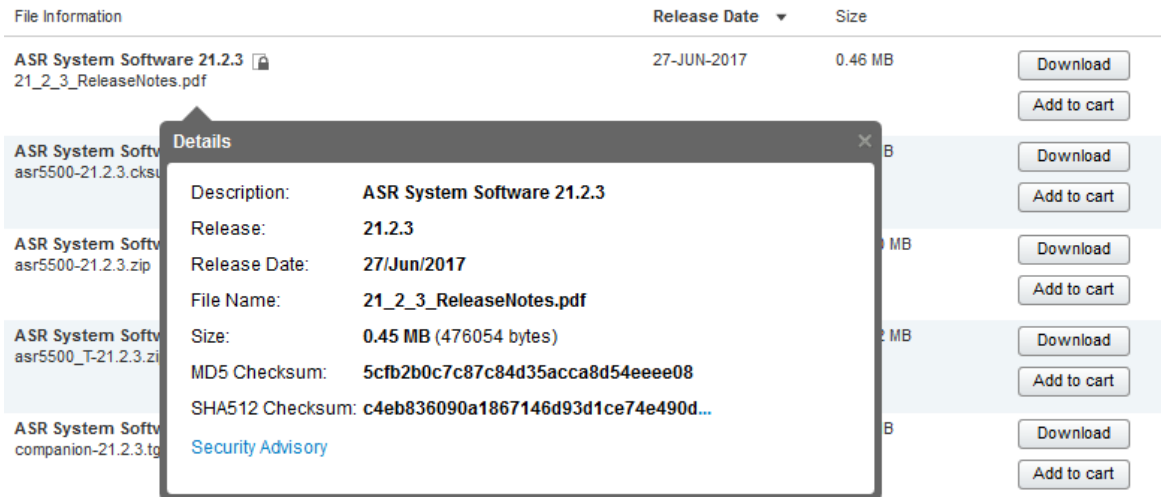 File Information Release Date Size
ASR System Software 21.2.3 27-JUN-2017 0.46 MB Download
21_2_3_ReleaseNotes.pdf
Add to cart
Details
ASR System Softw B Download
asr5500-21.2.3.cksu
Add to cart
Description: ASR System Software 21.2.3
Release: 21.2.3
ASR System Softw MB Download
asr5500-21.2.3.zip
Release Date: 27/Jun/2017
Add to cart
File Name: 21_2_3_ReleaseNotes.pdf
ASR System Softw MB Download
asr5500_T-21.2.3.zi
Size: 0.45 MB (476054 bytes)
MD5 Checksum: 5cfb2b0c7c87c84d35acca8d54eeee08
Add to cart
SHA512 Checksum: c4eb836090a1867146d93d1ce74e490d...
ASR System Softw B Download
companion-21.2.3.tg
Security Advisory
Add to cart